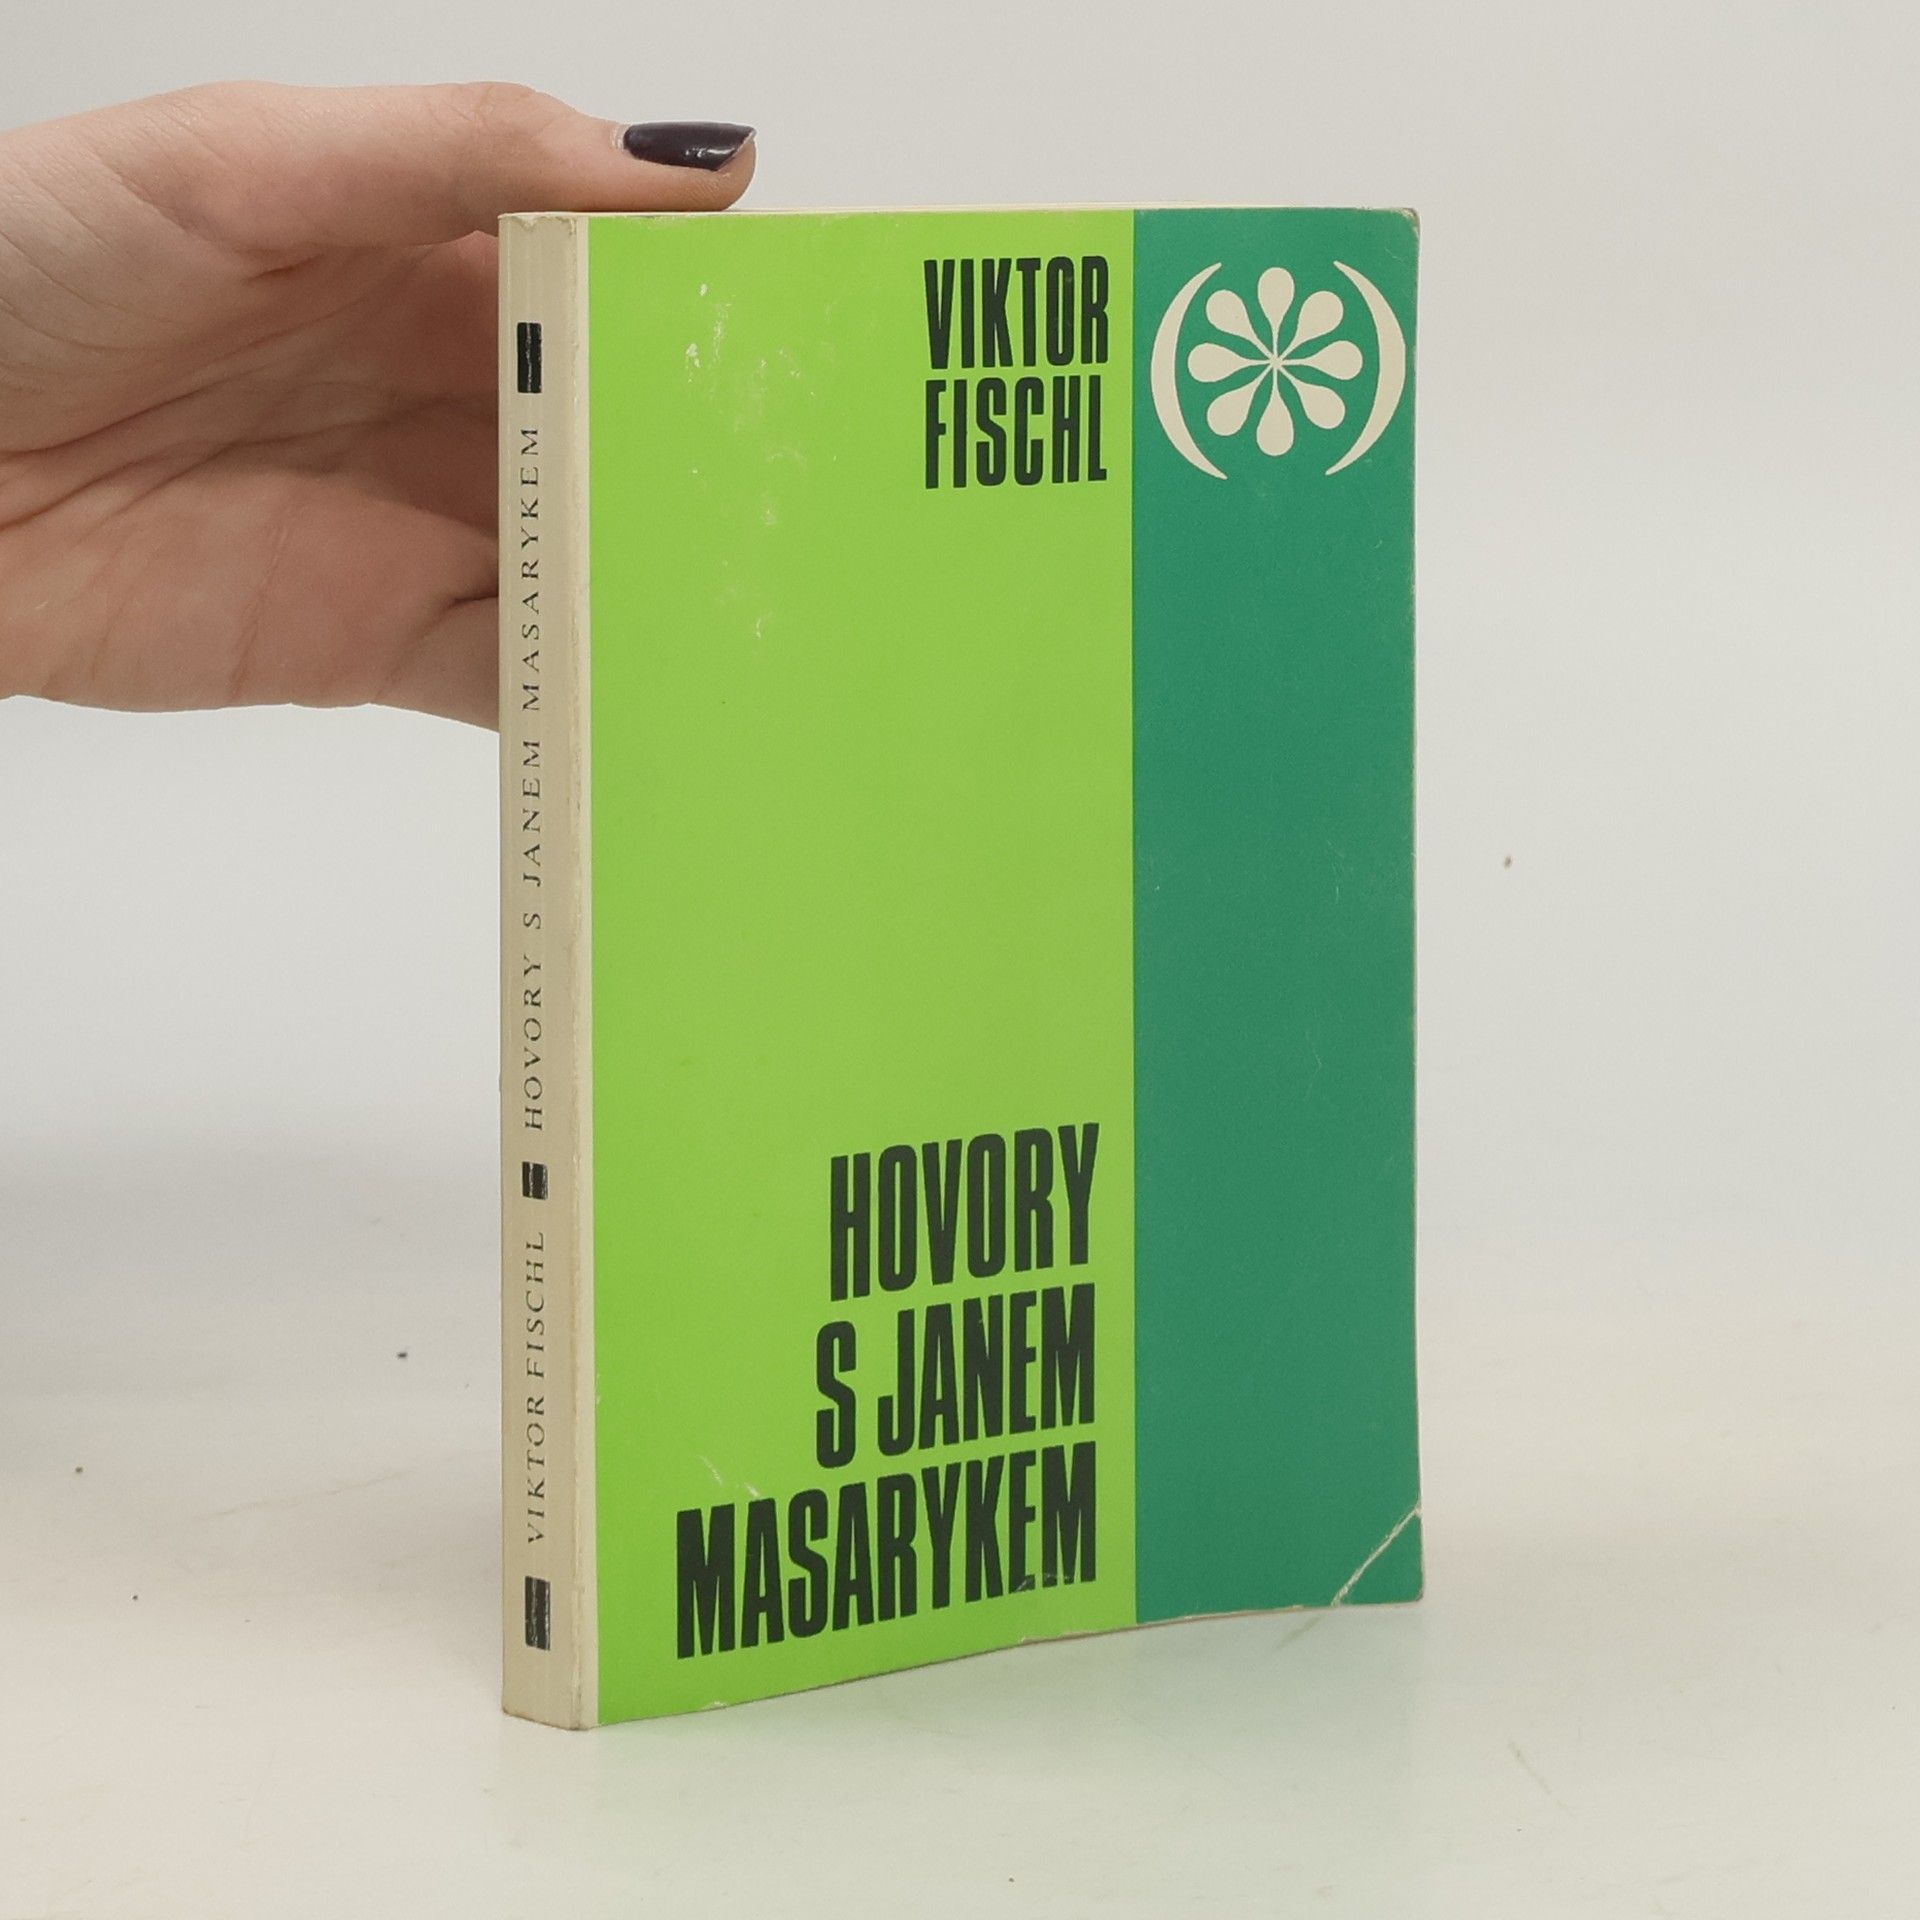 VIKTOR
FISCHL
HOVORY
S JANEM
MASARYKEM
VIKTOR FISCHL HOVORY S JANEM MASARYKEM